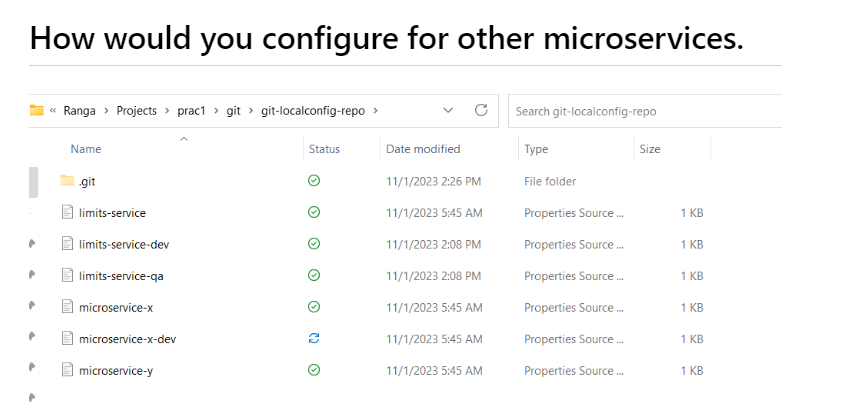 How would you configure for other microservices.
« Ranga > Projects > prac1 > git > git-localconfig-repo >
Search git-localconfig-repo
Name Status Date modified Type Size
.git 11/1/2023 2:26 PM File folder
limits-service 11/1/2023 5:45 AM Properties Source ... 1 KB
limits-service-dev 11/1/2023 2:08 PM Properties Source ... 1 KB
limits-service-qa 11/1/2023 2:08 PM Properties Source ... 1 KB
microservice-x 11/1/2023 5:45 AM Properties Source ... 1 KB
microservice-x-dev 11/1/2023 5:45 AM Properties Source ... 1 KB
microservice-y 11/1/2023 5:45 AM Properties Source ... 1 KB